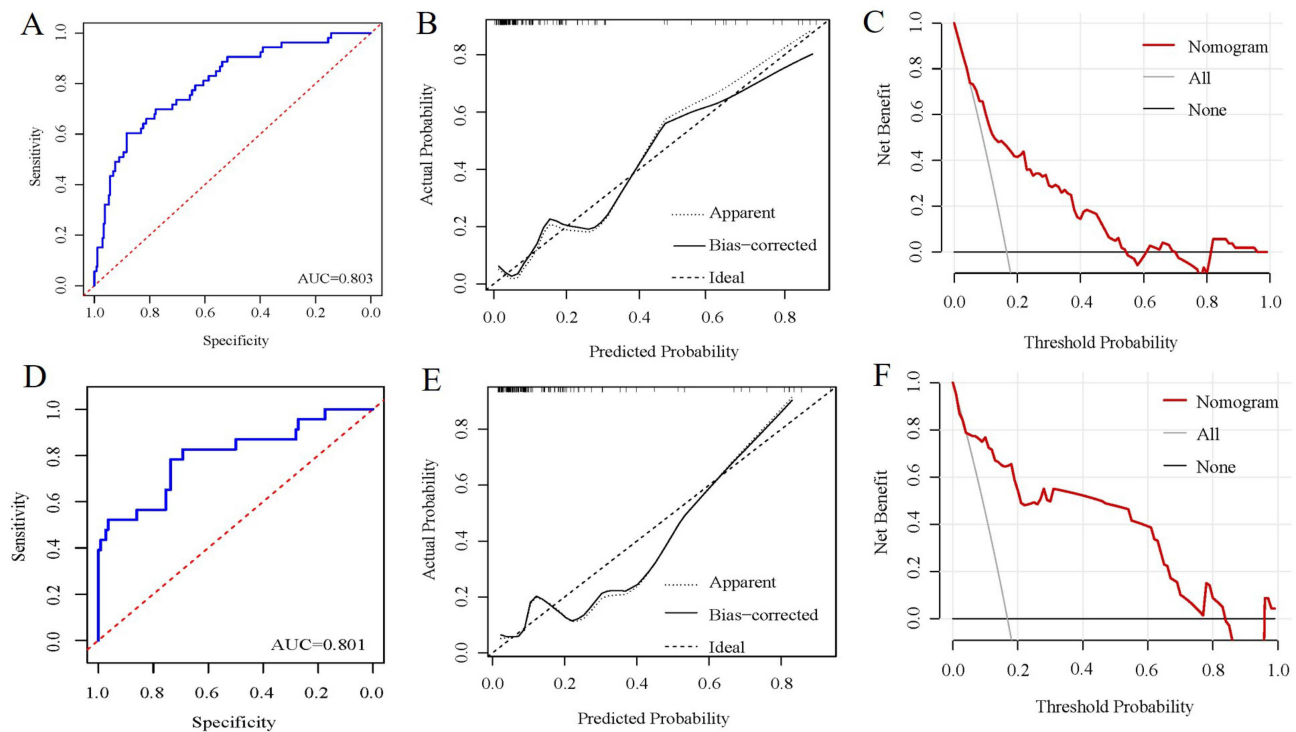 A
Sensitivity
0.0 0.2 0.4 0.6 0.8 1.0
AUC=0.803
1.0 0.8 0.6 0.4 0.2 0.0
Specificity
B
Actual Probability
0.0 0.2 0.4 0.6 0.8
Apparent
Bias-corrected
Ideal
0.0 0.2 0.4 0.6 0.8
Predicted Probability
C
Net Benefit
0.0 0.2 0.4 0.6 0.8 1.0
Nomogram
All
None
0.0 0.2 0.4 0.6 0.8 1.0
Threshold Probability
D
Sensitivity
0.0 0.2 0.4 0.6 0.8 1.0
AUC=0.801
1.0 0.8 0.6 0.4 0.2 0.0
Specificity
E
Actual Probability
0.0 0.2 0.4 0.6 0.8
Apparent
Bias-corrected
Ideal
0.0 0.2 0.4 0.6 0.8
Predicted Probability
F
Net Benefit
0.0 0.2 0.4 0.6 0.8 1.0
Nomogram
All
None
0.0 0.2 0.4 0.6 0.8 1.0
Threshold Probability